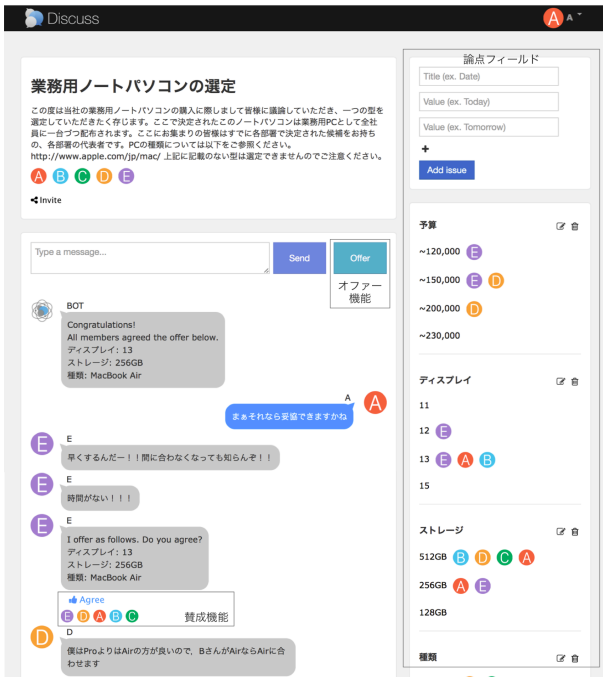 Discuss
A
A
論点フィールド
Title (ex. Date)
Value (ex. Today)
Value (ex. Tomorrow)
+
Add issue
業務用ノートパソコンの選定
この度は当社の業務用ノートパソコンの購入に際しまして皆様に議論していただき、一つの型を
選定していただきたく存じます。ここで決定されたこのノートパソコンは業務用PCとして全社
員に一台づつ配布されます。ここにお集まりの皆様はすでに各部署で決定された候補をお持ち
の、各部署の代表者です。PCの種類については以下をご参照ください。
http://www.apple.com/jp/mac/ 上記に記載のない型は選定できませんのでご注意ください。
A B C D E
Invite
Type a message...
Send
Offer
オファー
機能
BOT
Congratulations!
All members agreed the offer below.
ディスプレイ: 13
ストレージ: 256GB
種類: MacBook Air
A
A
まぁそれなら妥協できますかね
E
E
早くするんだー！！間に合わなくなっても知らんぞ！！
E
E
時間がない！！！
E
E
I offer as follows. Do you agree?
ディスプレイ: 13
ストレージ: 256GB
種類: MacBook Air
Agree
E D A B C
賛成機能
D
D
僕はProよりはAirの方が良いので、BさんがAirならAirに合
わせます
予算
~120,000 E
~150,000 E D
~200,000 D
~230,000
ディスプレイ
11
12 E
13 E A B
15
ストレージ
512GB B D C A
256GB A E
128GB
種類